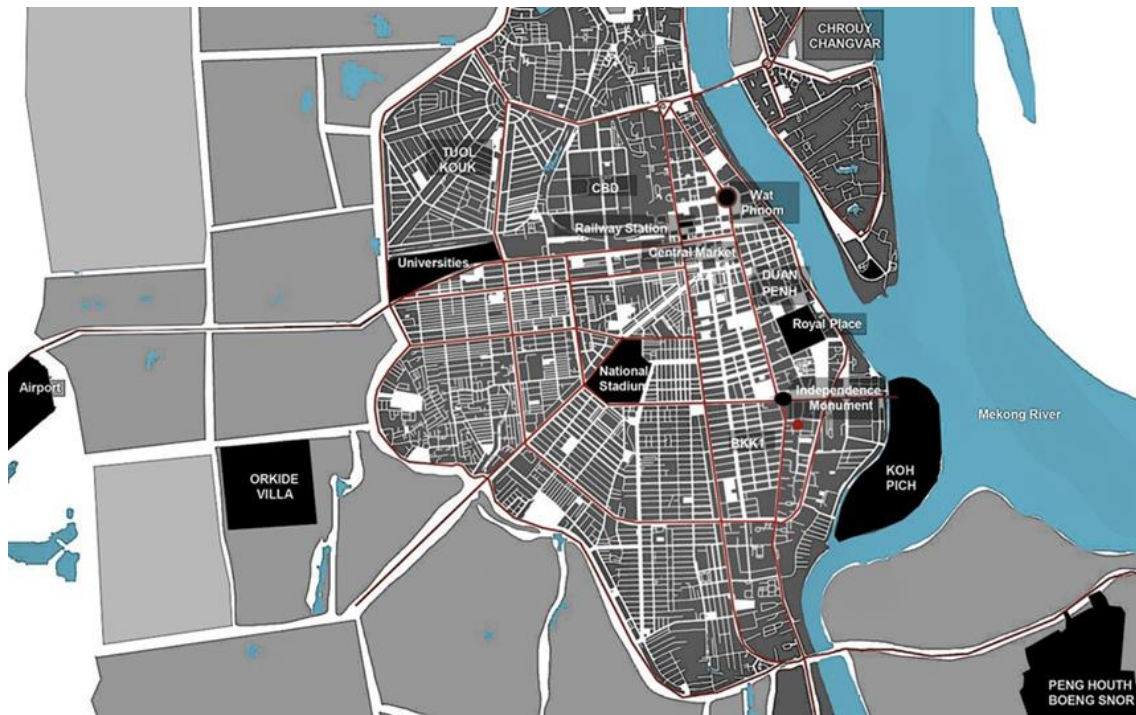 CHROUY
CHANGVAR
TUOL
KOUK
CBD
Wat
Phnom
Railway Station
Central Market
Universities
DUAN
PENH
Royal Place
Airport
National
Stadium
Independence
Monument
Mekong River
BKK1
ORKIDE
VILLA
KOH
PICH
PENG HOUTH
BOENG SNOR